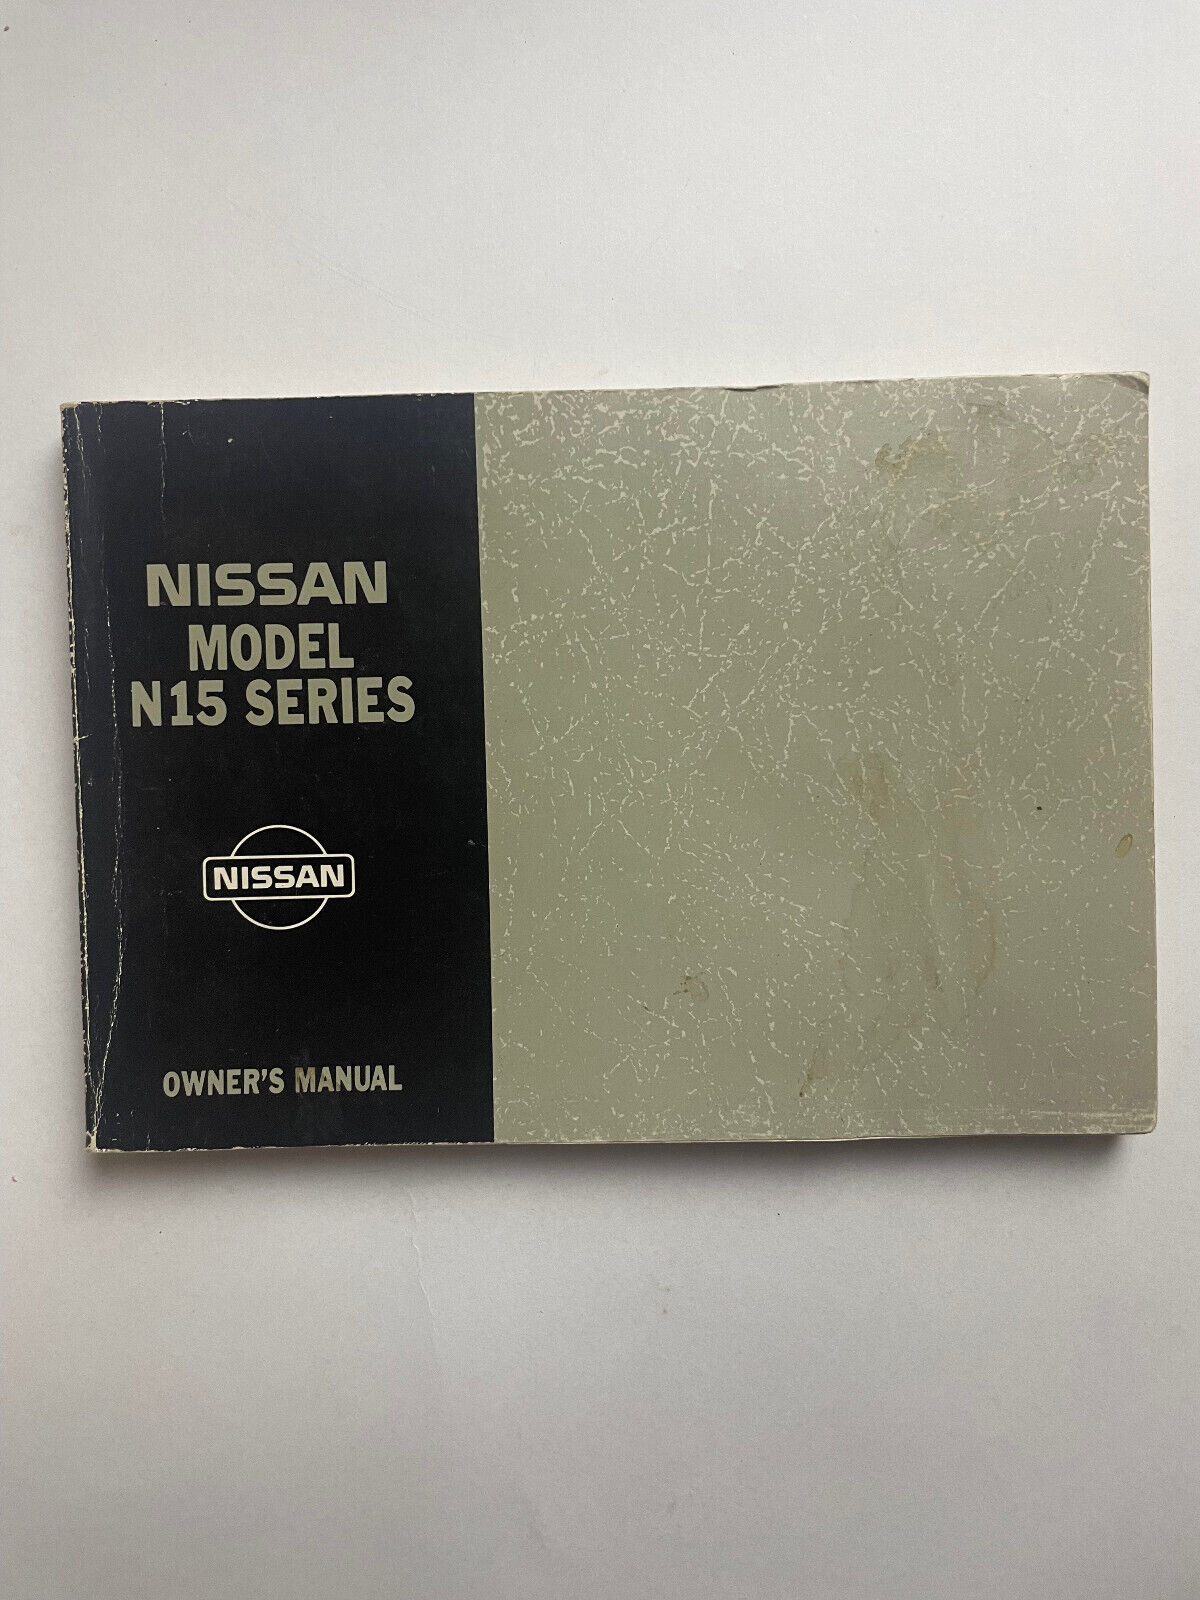 NISSAN
MODEL
N15 SERIES
NISSAN
OWNER'S MANUAL